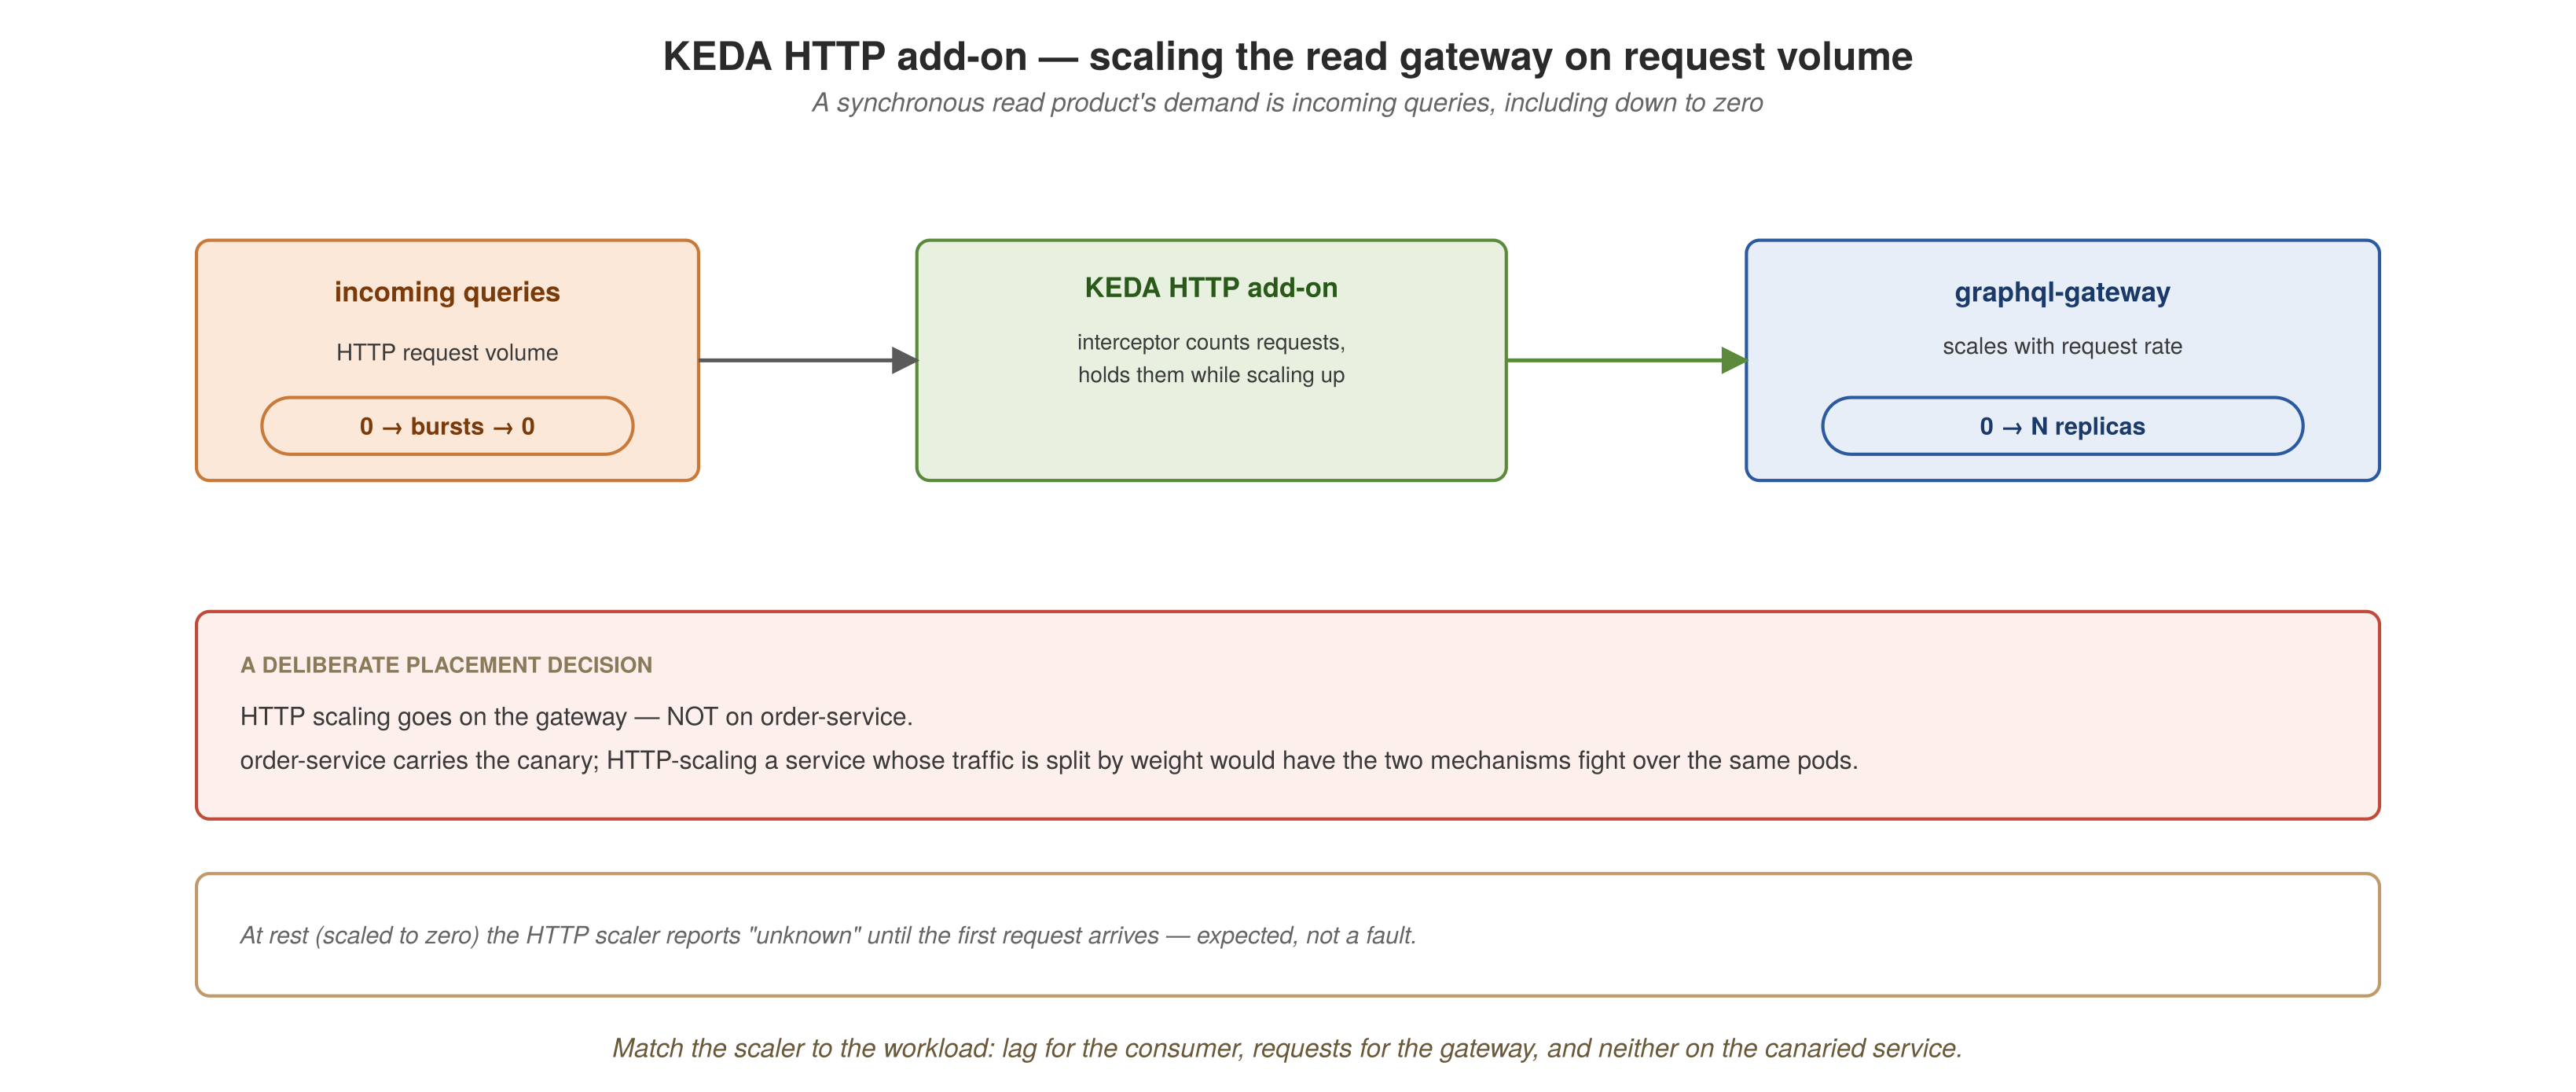 KEDA HTTP add-on — scaling the read gateway on request volume
A synchronous read product's demand is incoming queries, including down to zero
incoming queries
HTTP request volume
0 → bursts → 0
KEDA HTTP add-on
interceptor counts requests,
holds them while scaling up
graphql-gateway
scales with request rate
0 → N replicas
A DELIBERATE PLACEMENT DECISION
HTTP scaling goes on the gateway — NOT on order-service.
order-service carries the canary; HTTP-scaling a service whose traffic is split by weight would have the two mechanisms fight over the same pods.
At rest (scaled to zero) the HTTP scaler reports "unknown" until the first request arrives — expected, not a fault.
Match the scaler to the workload: lag for the consumer, requests for the gateway, and neither on the canaried service.